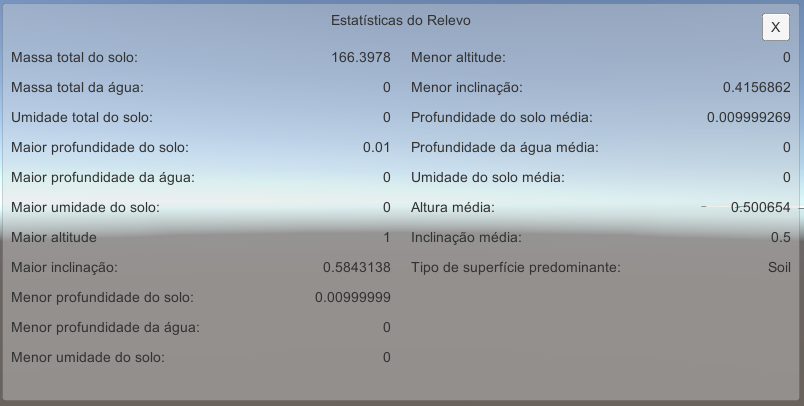 Estatísticas do Relevo
X
Massa total do solo: 166.3978
Massa total da água: 0
Umidade total do solo: 0
Maior profundidade do solo: 0.01
Maior profundidade da água: 0
Maior umidade do solo: 0
Maior altitude 1
Maior inclinação: 0.5843138
Menor profundidade do solo: 0.00999999
Menor profundidade da água: 0
Menor umidade do solo: 0
Menor altitude: 0
Menor inclinação: 0.4156862
Profundidade do solo média: 0.009999269
Profundidade da água média: 0
Umidade do solo média: 0
Altura média: 0.500654
Inclinação média: 0.5
Tipo de superfície predominante: Soil